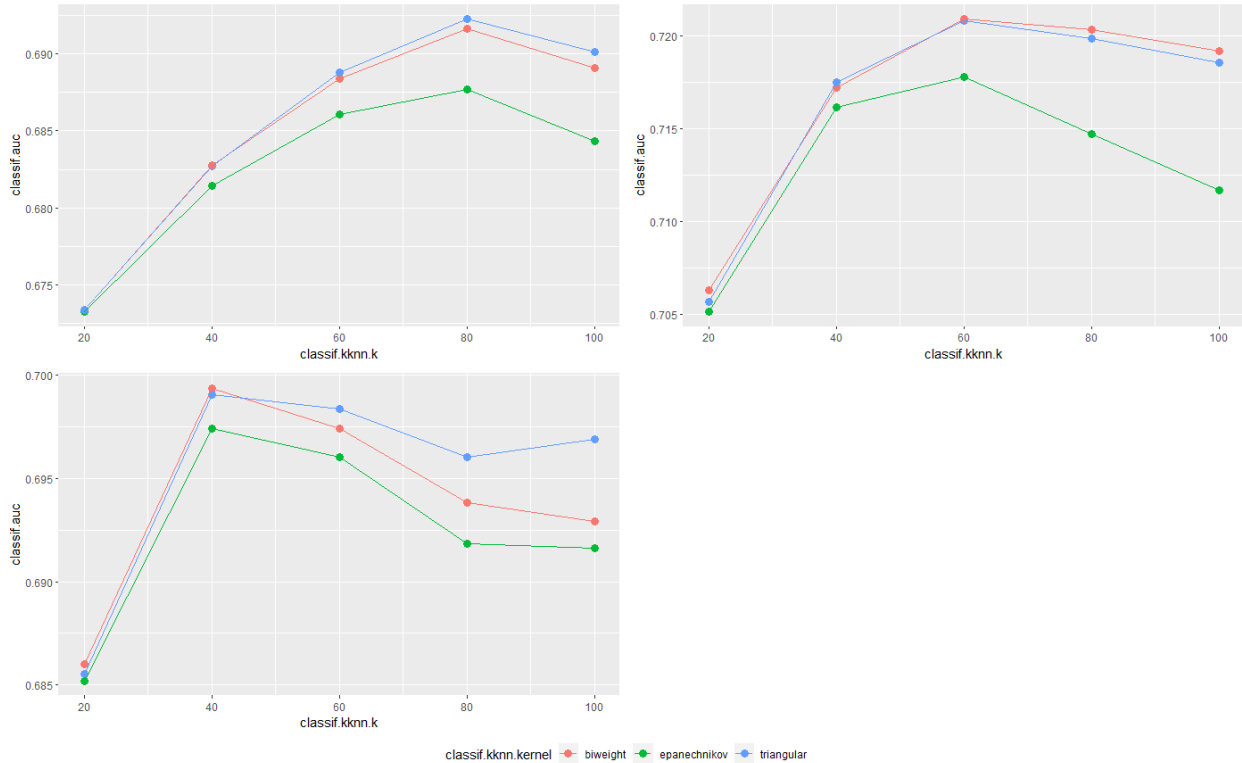 0.690
0.685
0.680
0.675
classif.auc
20 40 60 80 100
classif.kknn.k
0.720
0.715
0.710
0.705
classif.auc
20 40 60 80 100
classif.kknn.k
0.700
0.695
0.690
0.685
classif.auc
20 40 60 80 100
classif.kknn.k
classif.kknn.kernel biweight epanechnikov triangular